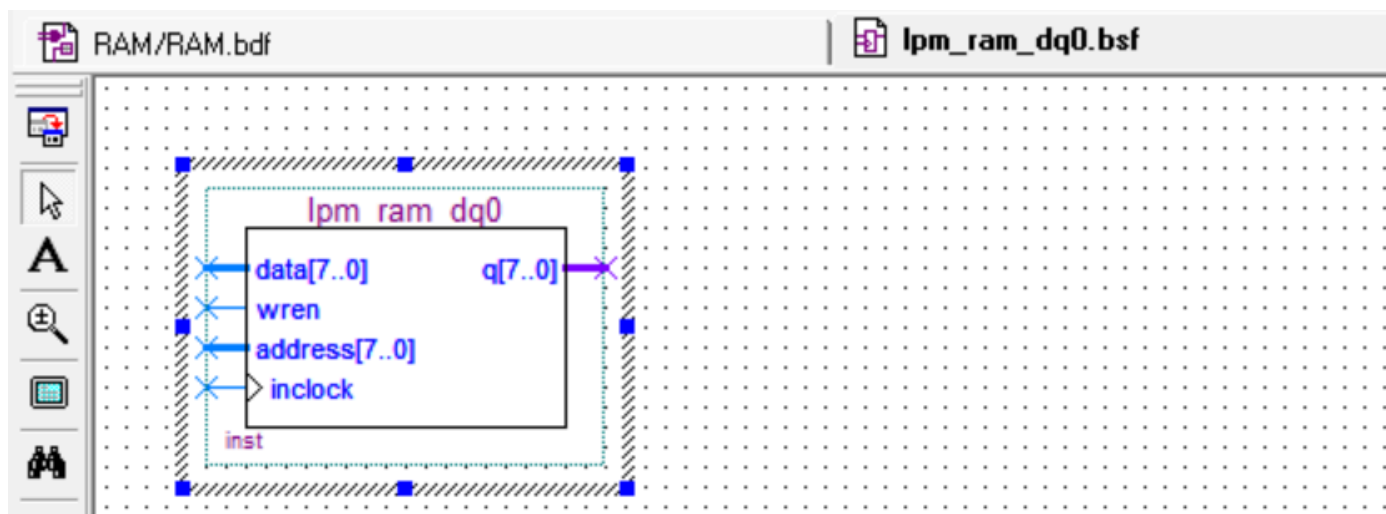 RAM/RAM.bdf
lpm_ram_dq0.bsf
lpm_ram_dq0
data[7..0]
q[7..0]
wren
address[7..0]
inclock
inst
A